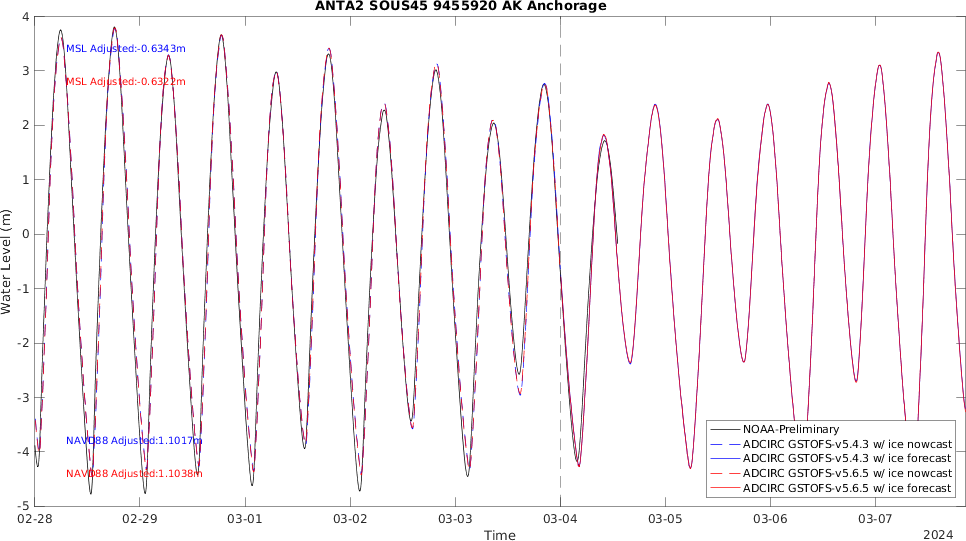 ANTA2 SOUS45 9455920 AK Anchorage
MSL Adjusted:-0.6343m
MSL Adjusted:-0.6322m
NAVD88 Adjusted:1.1017m
NAVD88 Adjusted:1.1038m
Water Level (m)
4
3
2
1
0
-1
-2
-3
-4
-5
NOAA-Preliminary
ADCIRC GSTOFS-v5.4.3 w/ ice nowcast
ADCIRC GSTOFS-v5.4.3 w/ ice forecast
ADCIRC GSTOFS-v5.6.5 w/ ice nowcast
ADCIRC GSTOFS-v5.6.5 w/ ice forecast
02-28 02-29 03-01 03-02 03-03 03-04 03-05 03-06 03-07
Time
2024